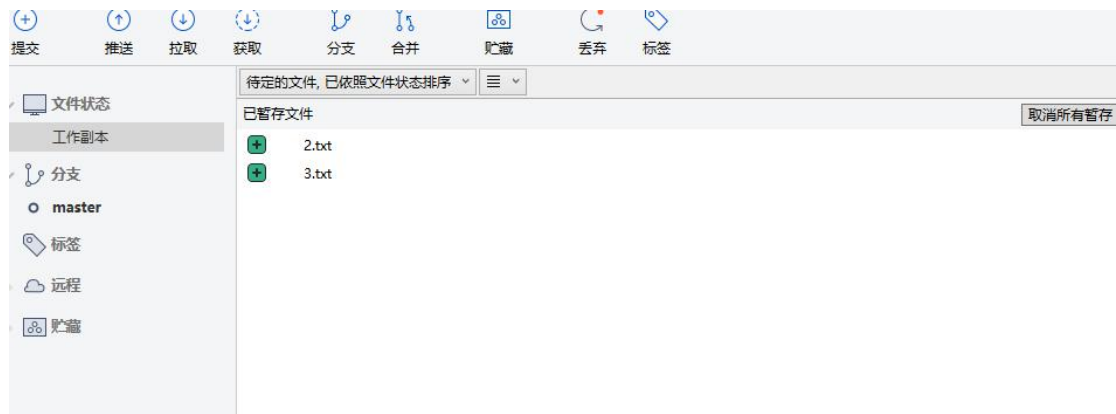 提交 推送 拉取 获取 分支 合并 贮藏 丢弃 标签
待定的文件, 已依照文件状态排序
文件状态
已暂存文件 取消所有暂存
工作副本
2.txt
3.txt
分支
master
标签
远程
贮藏